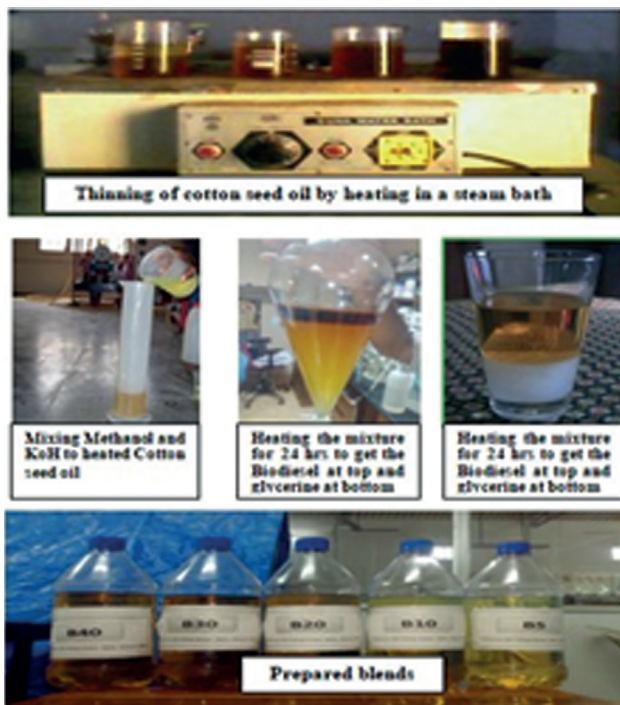 WATER BATH
Thinning of cotton seed oil by heating in a steam bath
Mixing Methanol and
KoH to heated Cotton
seed oil
Heating the mixture
for 24 hrs to get the
Biodiesel at top and
glycerine at bottom
Heating the mixture
for 24 hrs to get the
Biodiesel at top and
glycerine at bottom
B40
B30
B20
B10
B5
Prepared blends